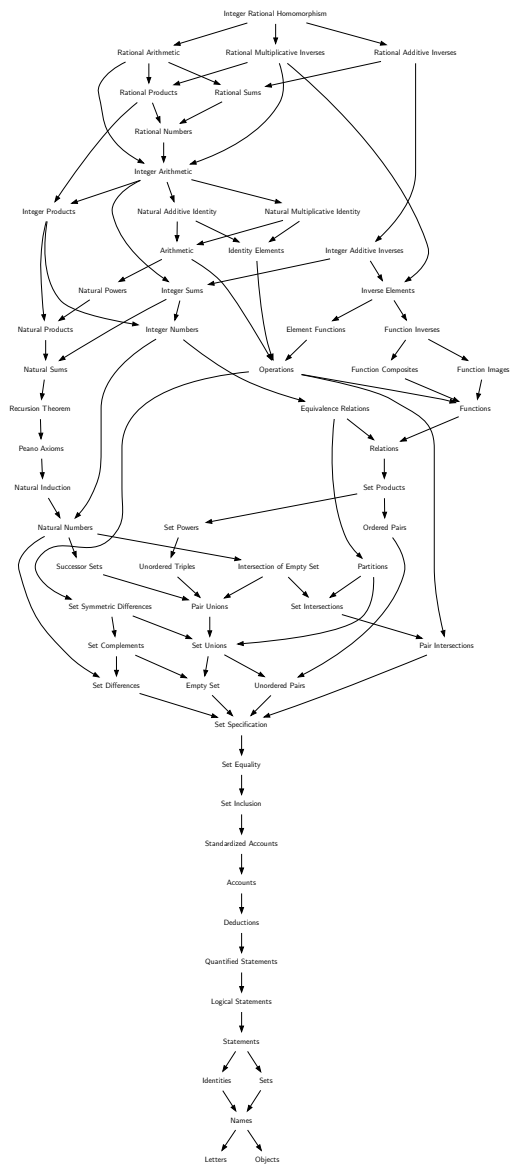 Integer Rational Homomorphism
Rational Arithmetic
Rational Multiplicative Inverses
Rational Additive Inverses
Rational Products
Rational Sums
Rational Numbers
Integer Arithmetic
Integer Products
Natural Additive Identity
Natural Multiplicative Identity
Arithmetic
Identity Elements
Integer Additive Inverses
Natural Powers
Integer Sums
Inverse Elements
Natural Products
Integer Numbers
Element Functions
Function Inverses
Natural Sums
Operations
Function Composites
Function Images
Recursion Theorem
Equivalence Relations
Functions
Peano Axioms
Relations
Natural Induction
Set Products
Natural Numbers
Set Powers
Ordered Pairs
Successor Sets
Unordered Triples
Intersection of Empty Set
Partitions
Set Symmetric Differences
Pair Unions
Set Intersections
Set Complements
Set Unions
Pair Intersections
Set Differences
Empty Set
Unordered Pairs
Set Specification
Set Equality
Set Inclusion
Standardized Accounts
Accounts
Deductions
Quantified Statements
Logical Statements
Statements
Identities
Sets
Names
Letters
Objects